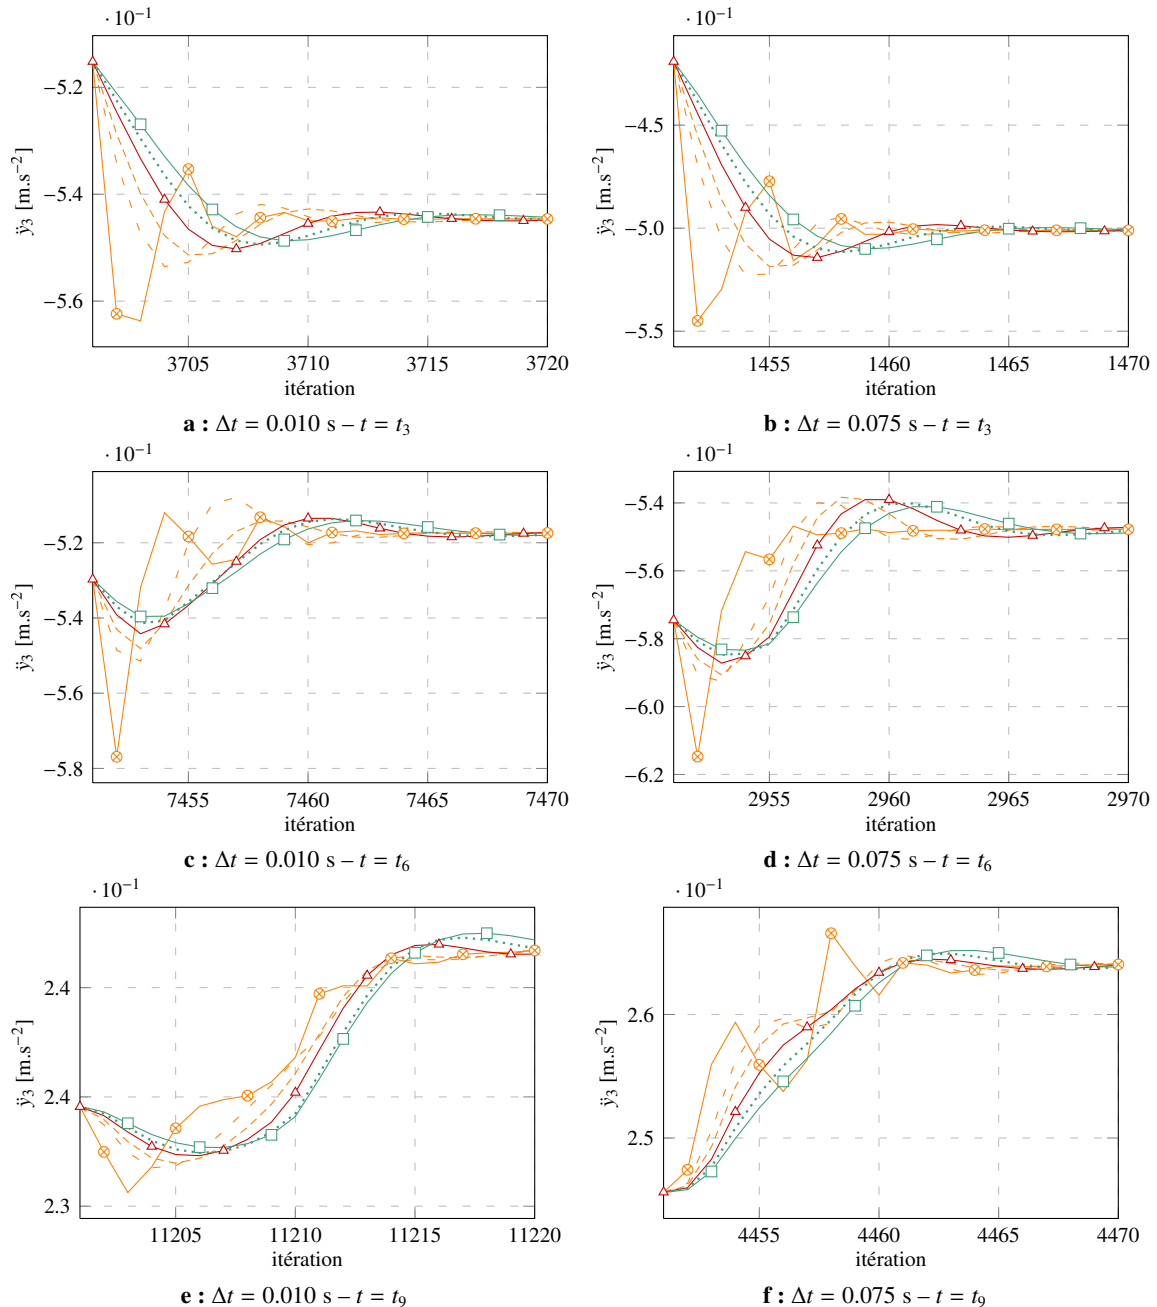 · 10⁻¹
−5.2
−5.4
−5.6
ÿ₃ [m.s⁻²]
3705 3710 3715 3720
itération
a : Δt = 0.010 s – t = t₃
· 10⁻¹
−4.5
−5.0
−5.5
ÿ₃ [m.s⁻²]
1455 1460 1465 1470
itération
b : Δt = 0.075 s – t = t₃
· 10⁻¹
−5.2
−5.4
−5.6
−5.8
ÿ₃ [m.s⁻²]
7455 7460 7465 7470
itération
c : Δt = 0.010 s – t = t₆
· 10⁻¹
−5.4
−5.6
−5.8
−6.0
−6.2
ÿ₃ [m.s⁻²]
2955 2960 2965 2970
itération
d : Δt = 0.075 s – t = t₆
· 10⁻¹
2.4
2.4
2.3
ÿ₃ [m.s⁻²]
11205 11210 11215 11220
itération
e : Δt = 0.010 s – t = t₉
· 10⁻¹
2.6
2.5
ÿ₃ [m.s⁻²]
4455 4460 4465 4470
itération
f : Δt = 0.075 s – t = t₉